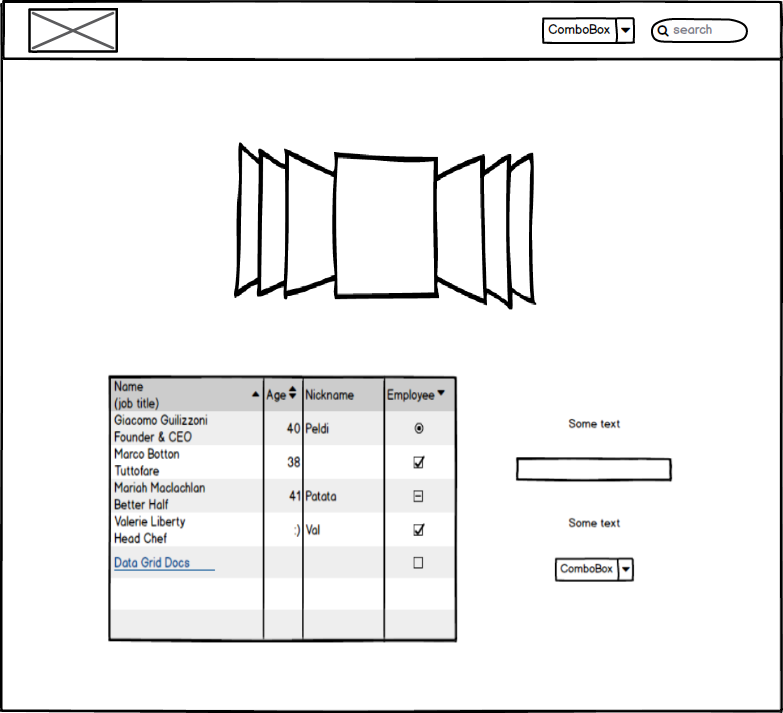 ComboBox
search
Name
(job title)
Age
Nickname
Employee
Giacomo Guilizzoni
Founder & CEO
40
Peldi
Marco Botton
Tuttofare
38
Mariah Maclachlan
Better Half
41
Patata
Valerie Liberty
Head Chef
:)
Val
Data Grid Docs
Some text
Some text
ComboBox